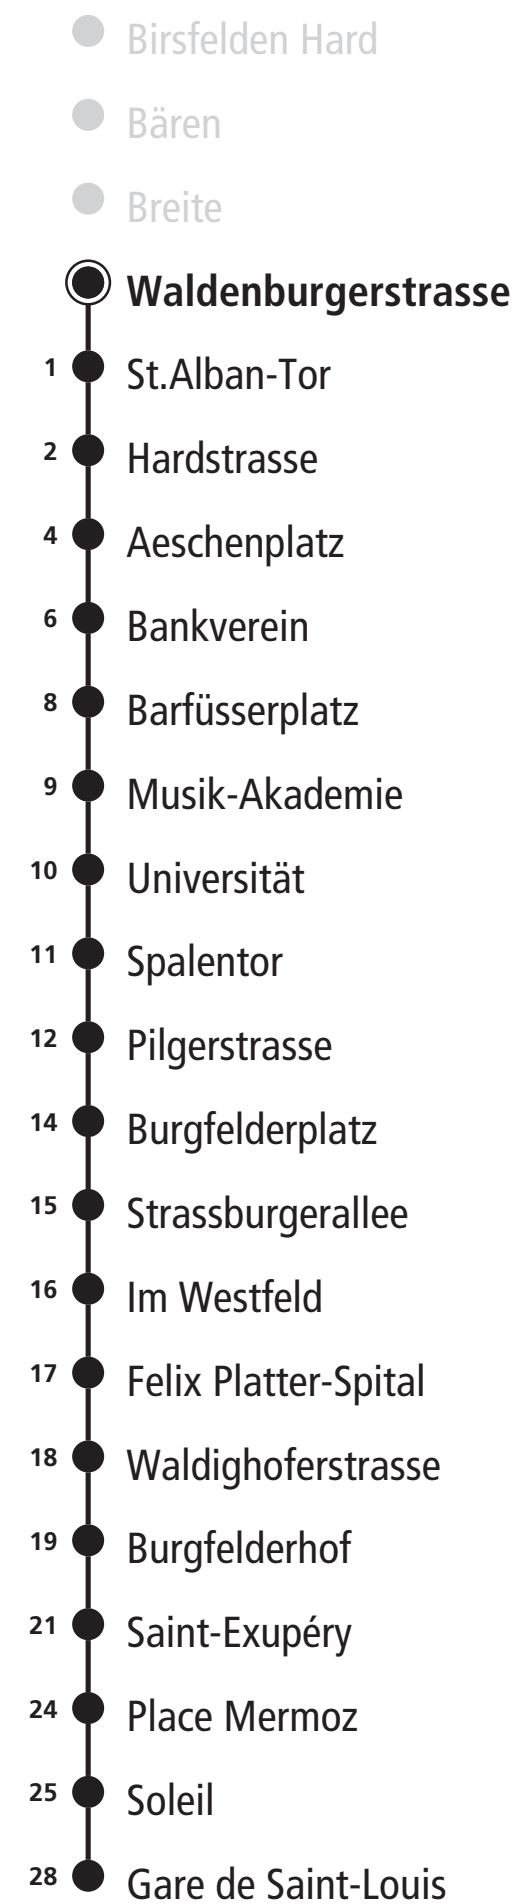 Birsfelden Hard
Bären
Breite
Waldenburgerstrasse
1 St.Alban-Tor
2 Hardstrasse
4 Aeschenplatz
6 Bankverein
8 Barfüsserplatz
9 Musik-Akademie
10 Universität
11 Spalentor
12 Pilgerstrasse
14 Burgfelderplatz
15 Strassburgerallee
16 Im Westfeld
17 Felix Platter-Spital
18 Waldighoferstrasse
19 Burgfelderhof
21 Saint-Exupéry
24 Place Mermoz
25 Soleil
28 Gare de Saint-Louis